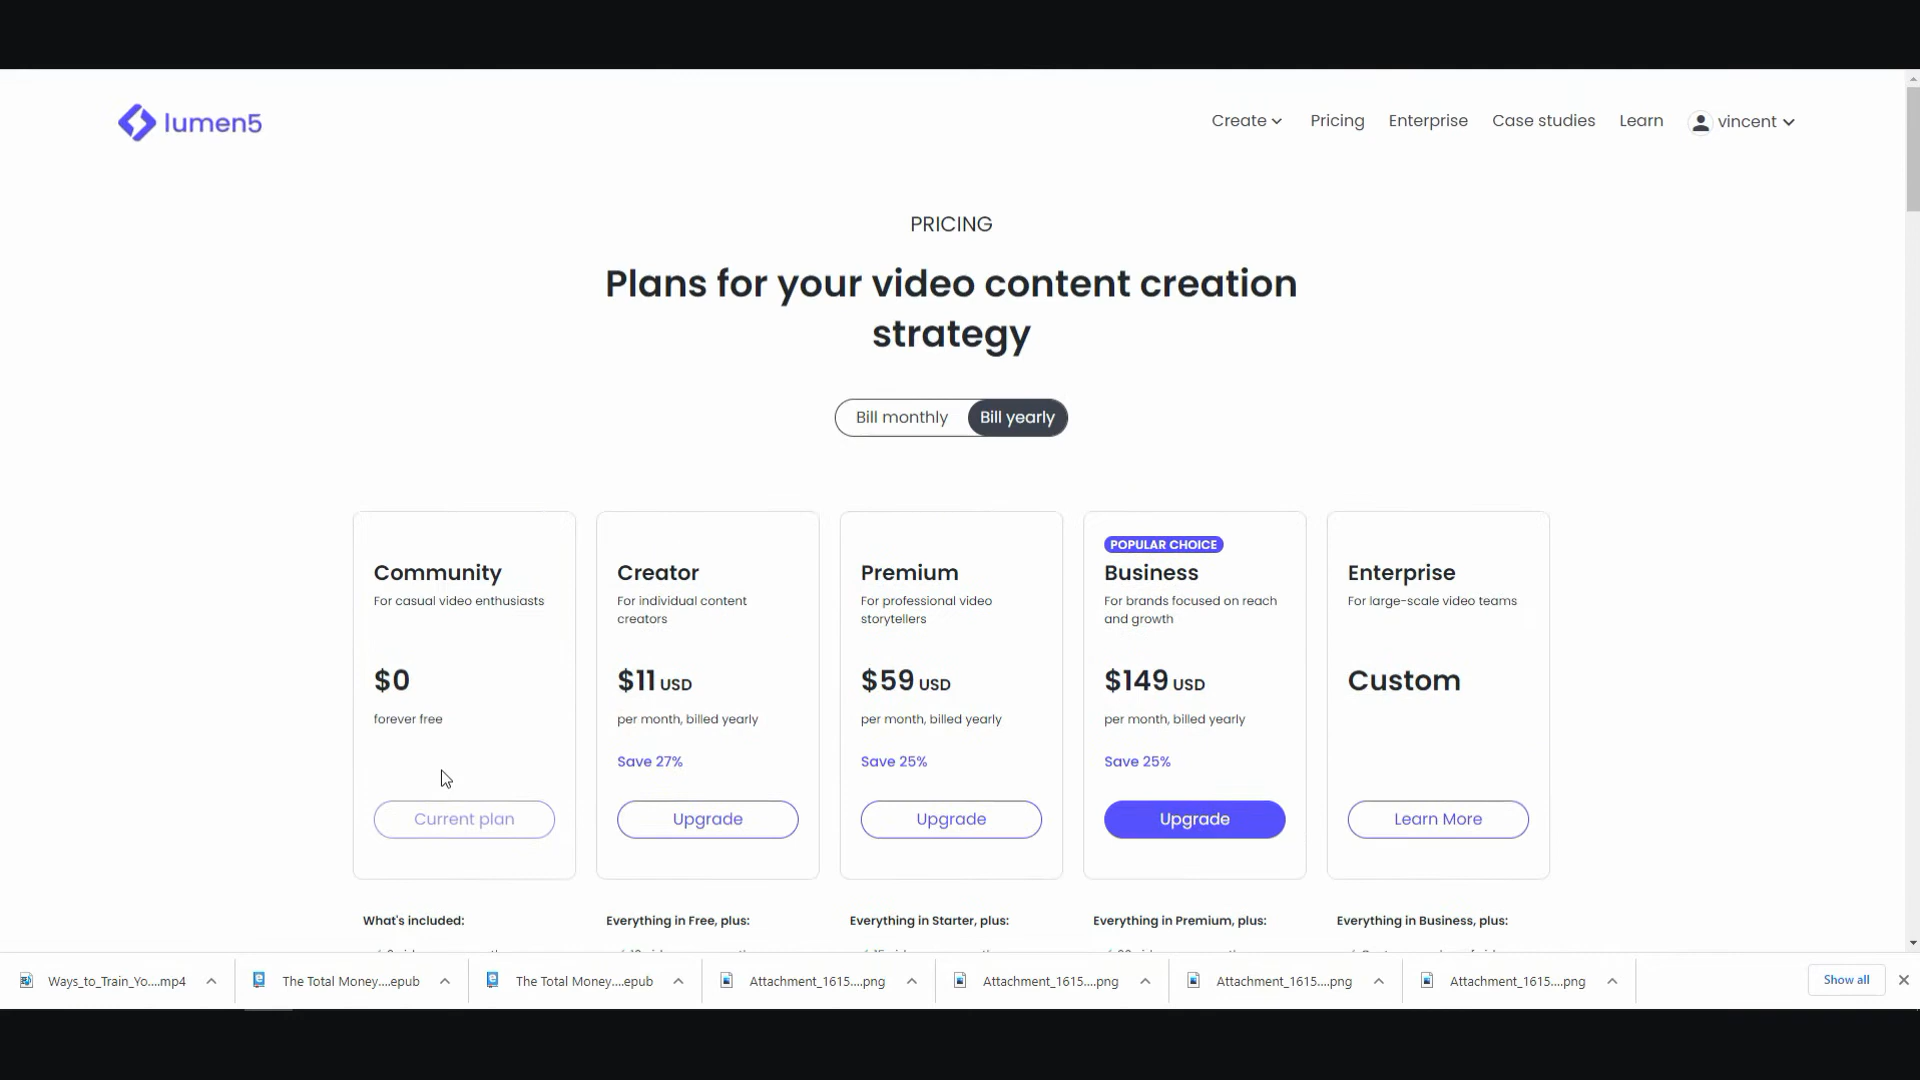 lumen5
Create
Pricing
Enterprise
Case studies
Learn
vincent
PRICING
Plans for your video content creation
strategy
Bill monthly
Bill yearly
Community
For casual video enthusiasts
$0
forever free
Current plan
Creator
For individual content
creators
$11 USD
per month, billed yearly
Save 27%
Upgrade
Premium
For professional video
storytellers
$59 USD
per month, billed yearly
Save 25%
Upgrade
POPULAR CHOICE
Business
For brands focused on reach
and growth
$149 USD
per month, billed yearly
Save 25%
Upgrade
Enterprise
For large-scale video teams
Custom
Learn More
What's included:
Everything in Free, plus:
Everything in Starter, plus:
Everything in Premium, plus:
Everything in Business, plus:
Ways_to_Train_Yo....mp4
The Total Money....epub
The Total Money....epub
Attachment_1615....png
Attachment_1615....png
Attachment_1615....png
Attachment_1615....png
Show all